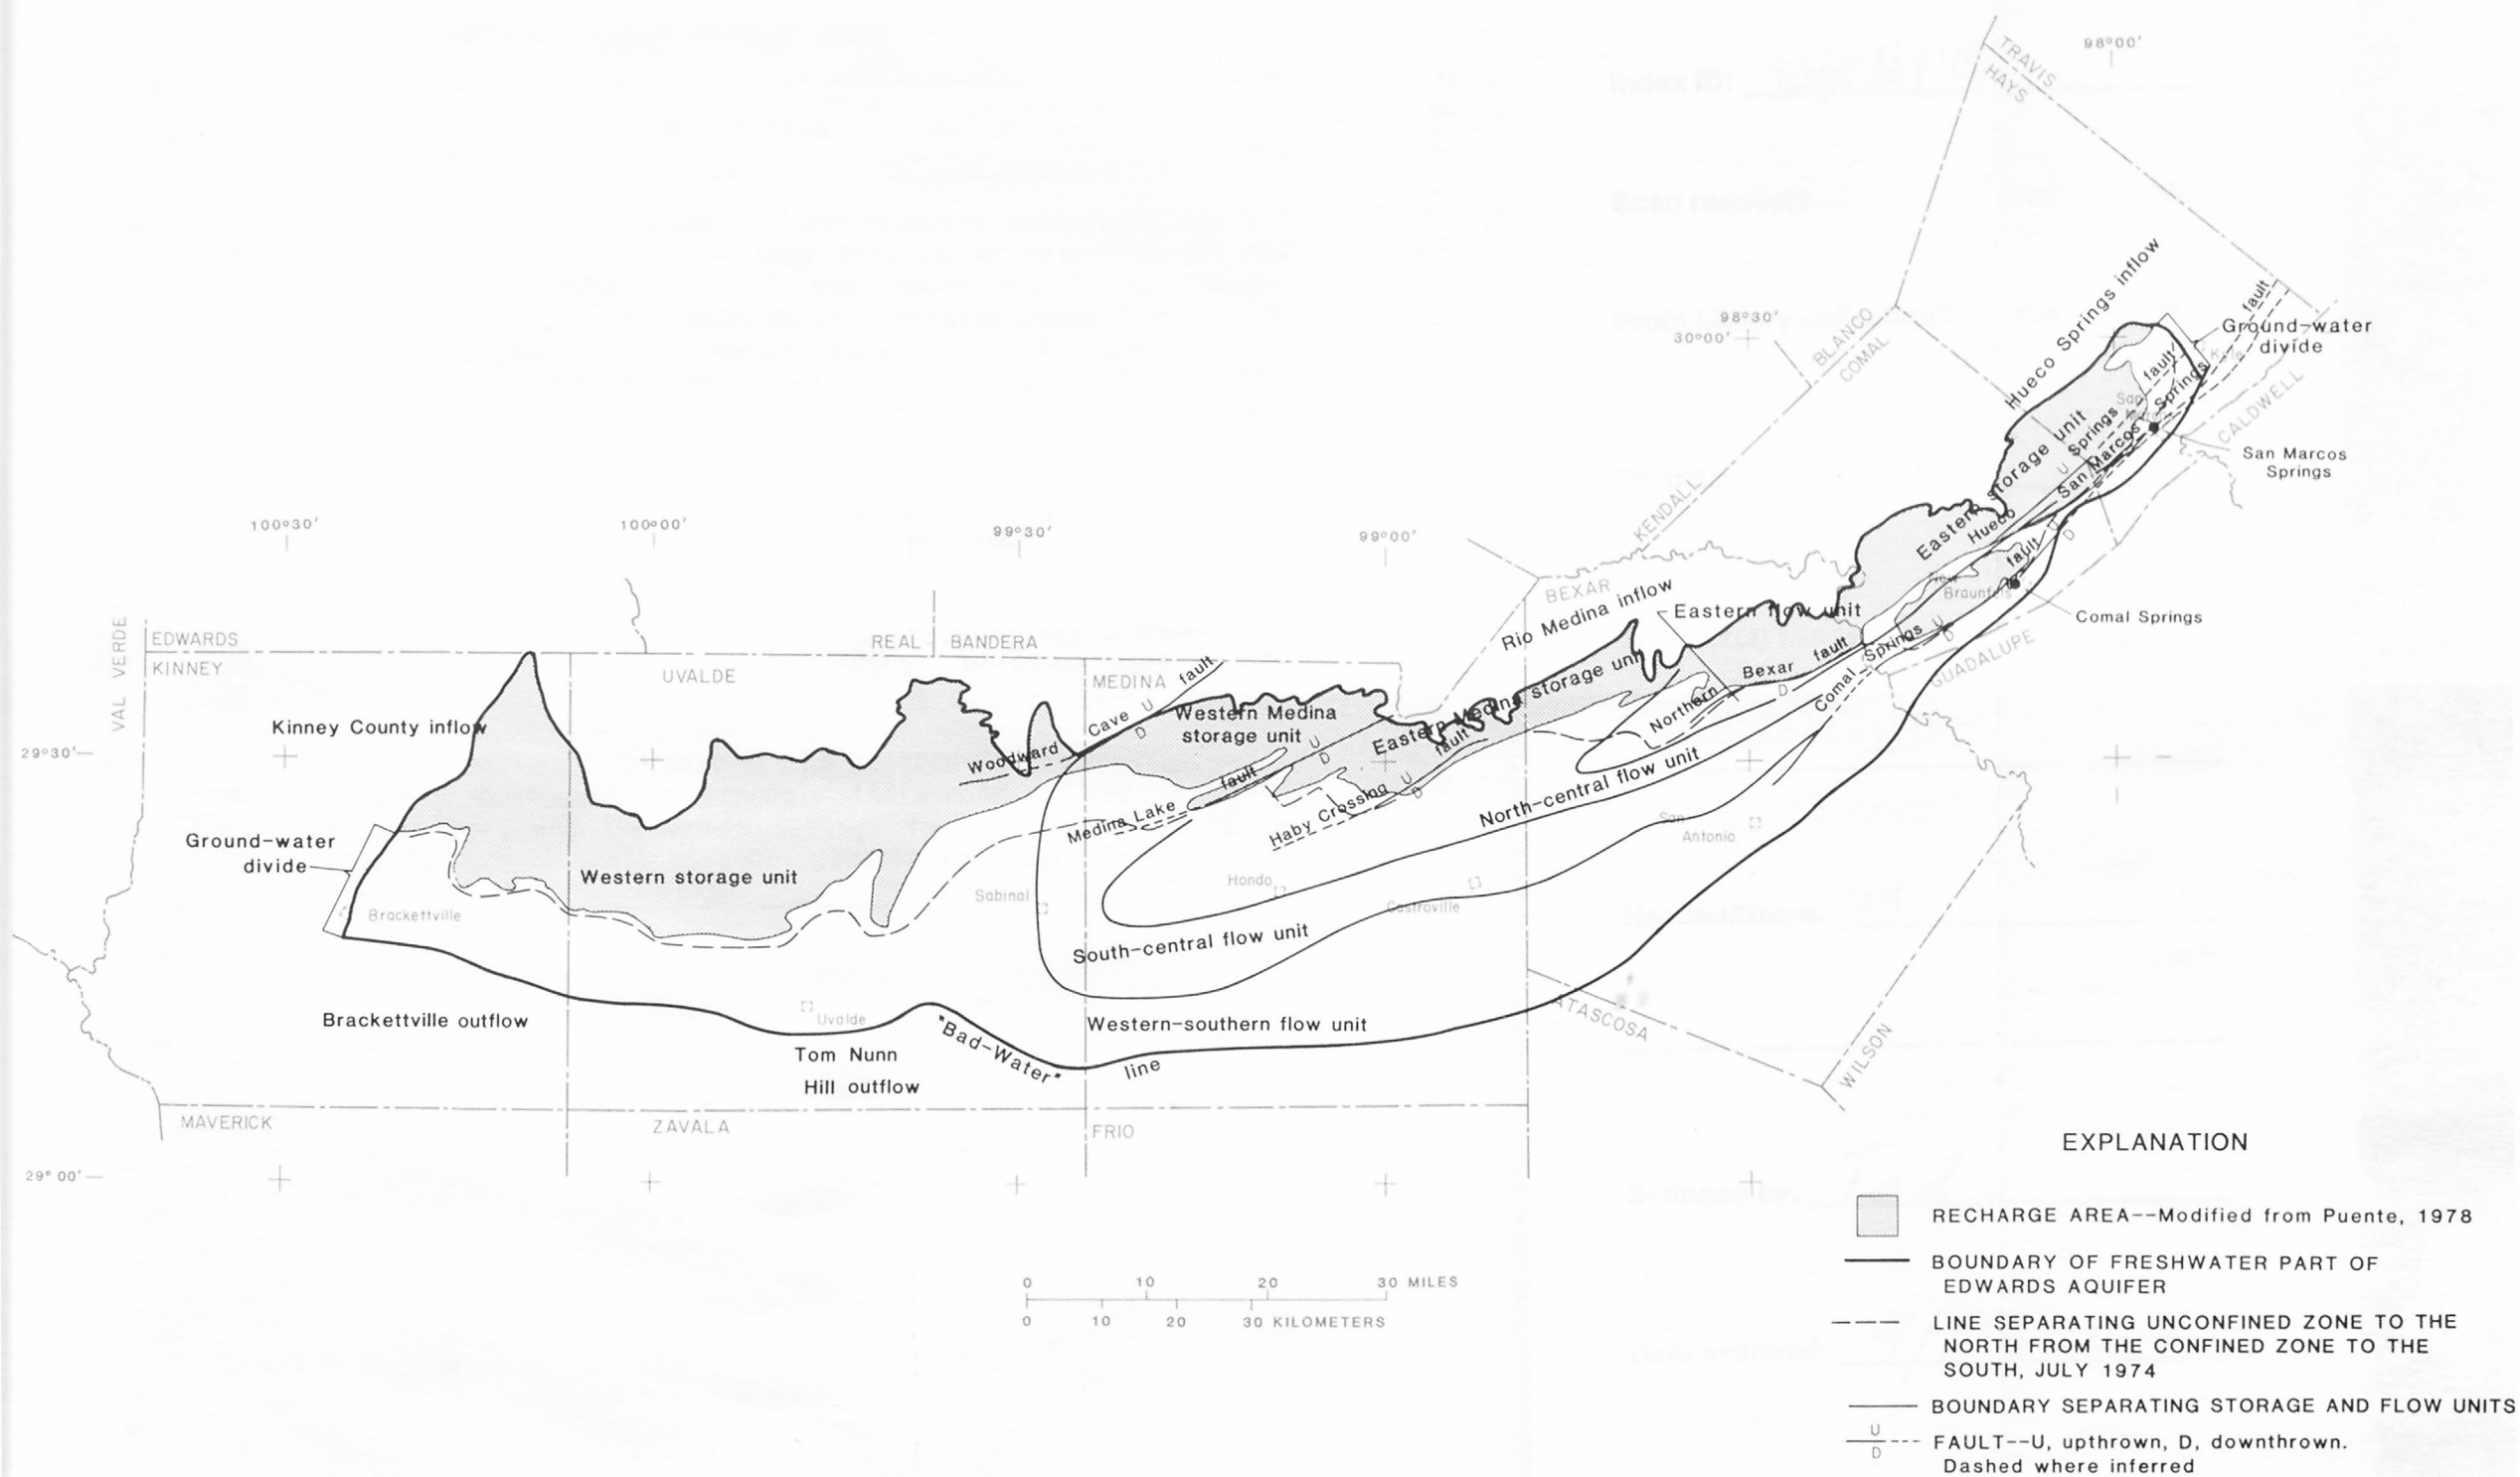 98°00′
TRAVIS
HAYS
Hueco Springs inflow
fault
Ground-water
divide
Kyle
98°30′
30°00′
BLANCO
COMAL
fault
Springs
San
CALDWELL
Eastern storage unit
Hueco Springs
San Marcos
San Marcos
Springs
KENDALL
100°30′
100°00′
99°30′
99°00′
fault
New
Braunfels
BEXAR
Rio Medina inflow
Eastern flow unit
Comal Springs
VAL VERDE
EDWARDS
KINNEY
REAL
BANDERA
UVALDE
MEDINA
fault
GUADALUPE
Bexar fault
Comal Springs
Kinney County inflow
Cave
U
D
Western Medina
storage unit
Eastern Medina storage unit
Northern
29°30′
Woodward
fault
fault
North-central flow unit
Medina Lake
Haby Crossing
San
Antonio
Ground-water
divide
Western storage unit
Sabinal
Hondo
Castroville
Brackettville
South-central flow unit
Brackettville outflow
Uvalde
"Bad-Water" line
Western-southern flow unit
ATASCOSA
WILSON
Tom Nunn
Hill outflow
MAVERICK
ZAVALA
FRIO
29°00′
EXPLANATION
RECHARGE AREA--Modified from Puente, 1978
BOUNDARY OF FRESHWATER PART OF
EDWARDS AQUIFER
LINE SEPARATING UNCONFINED ZONE TO THE
NORTH FROM THE CONFINED ZONE TO THE
SOUTH, JULY 1974
BOUNDARY SEPARATING STORAGE AND FLOW UNITS
U
D
FAULT--U, upthrown, D, downthrown.
Dashed where inferred
0 10 20 30 MILES
0 10 20 30 KILOMETERS